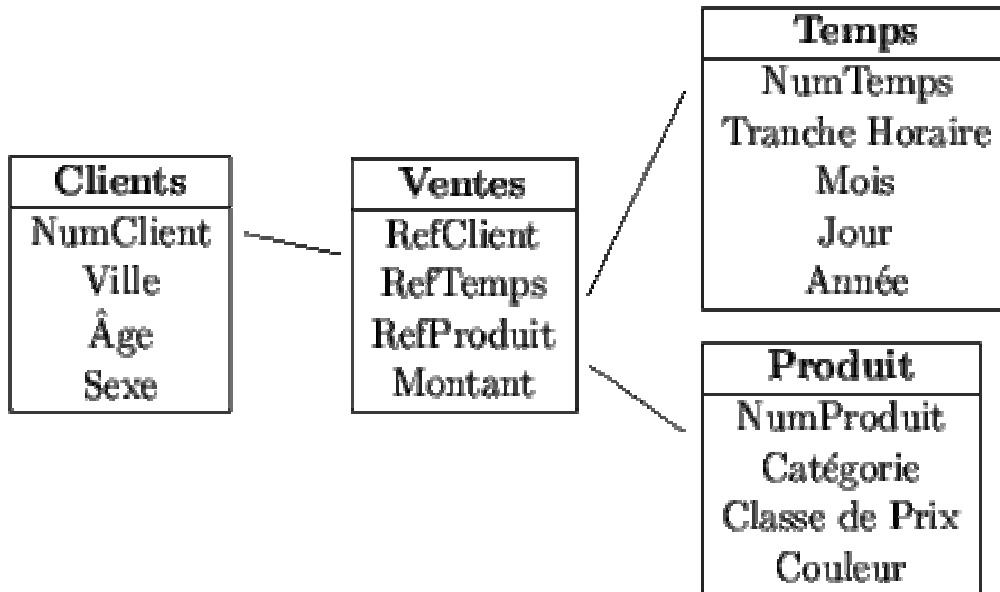 Clients
NumClient
Ville
Âge
Sexe
Ventes
RefClient
RefTemps
RefProduit
Montant
Temps
NumTemps
Tranche Horaire
Mois
Jour
Année
Produit
NumProduit
Catégorie
Classe de Prix
Couleur